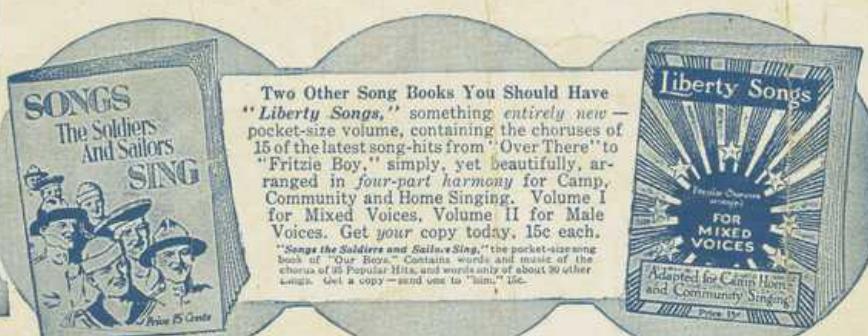 SONGS
The Soldiers
And Sailors
SING
Price 15 Cents
Two Other Song Books You Should Have
"Liberty Songs," something entirely new —
pocket-size volume, containing the choruses of
15 of the latest song-hits from "Over There" to
"Fritzie Boy," simply, yet beautifully, ar-
ranged in four-part harmony for Camp,
Community and Home Singing. Volume I
for Mixed Voices, Volume II for Male
Voices. Get your copy today. 15c each.
"Songs the Soldiers and Sailors Sing," the pocket-size song
book of "Our Boys." Contains words and music of the
chorus of 35 Popular Hits, and words only of about 90 other
songs. Get a copy — send one to "him." 15c.
Liberty Songs
Popular Choruses
arranged
FOR
MIXED
VOICES
Adapted for Camp Home
and Community Singing
Price 15¢